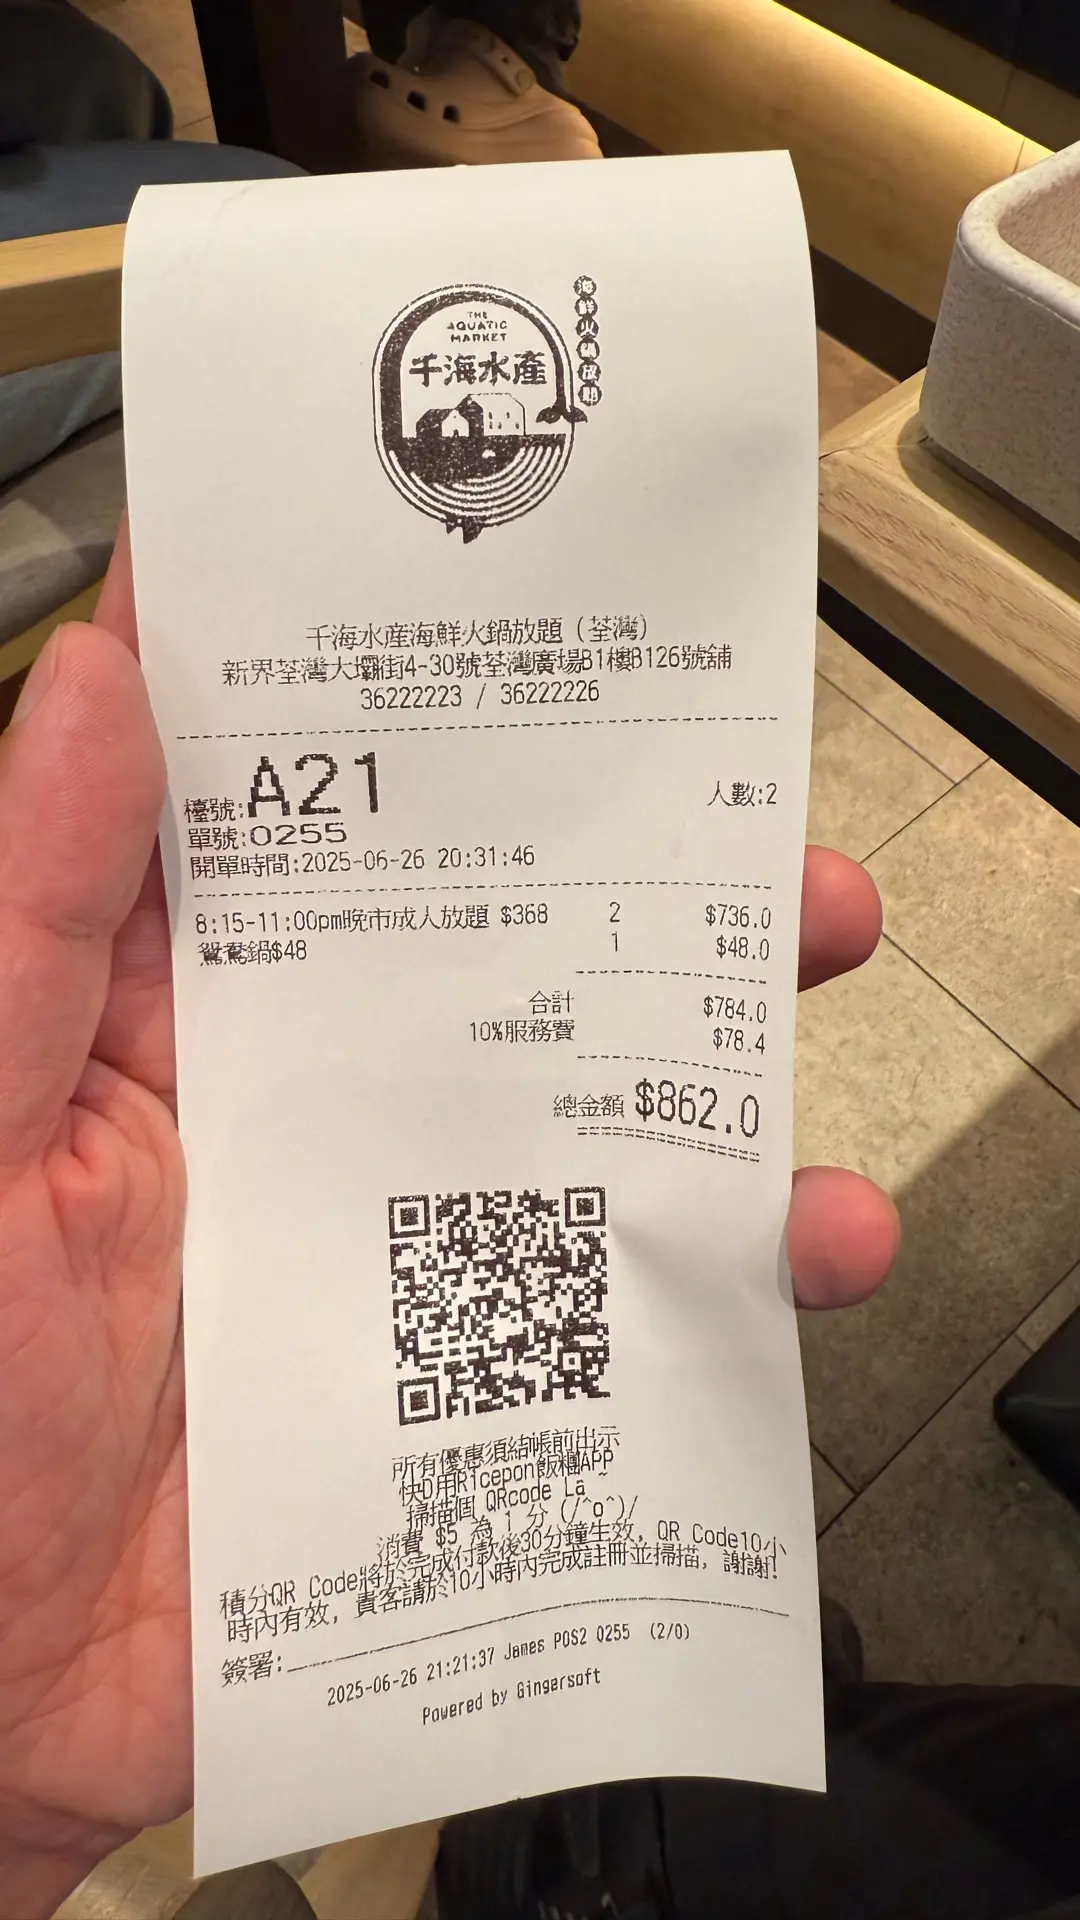 THE
AQUATIC
MARKET
千海水產
海鮮火鍋放題
千海水産海鮮火鍋放題（荃灣）
新界荃灣大壩街4-30號荃灣廣場B1樓B126號舖
36222223 / 36222226
檯號:A21 人數:2
單號:0255
開單時間:2025-06-26 20:31:46
8:15-11:00pm晚市成人放題 $368 2 $736.0
鴛鴦鍋$48 1 $48.0
合計 $784.0
10%服務費 $78.4
總金額 $862.0
所有優惠須結帳前出示
快D用Ricepon飯糰APP
掃描個 QRcode La ~
消費 $5 為 1 分 (/^o^)/
積分QR Code將於完成付款後30分鐘生效, QR Code10小
時內有效, 貴客請於10小時內完成註冊並掃描, 謝謝!
簽署:
2025-06-26 21:21:37 James POS2 0255 (2/0)
Powered by Gingersoft